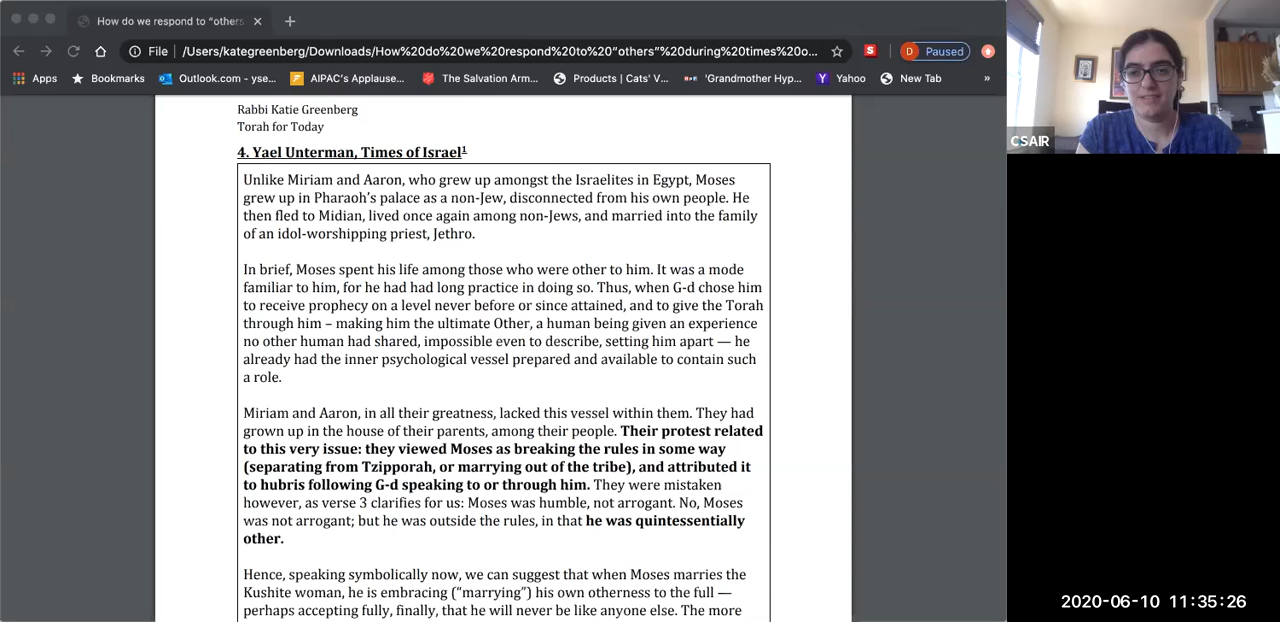 How do we respond to “others
File
/Users/kategreenberg/Downloads/How%20do%20we%20respond%20to%20“others”%20during%20times%20o...
S
D Paused
Apps
Bookmarks
Outlook.com - yse...
AIPAC's Applause...
The Salvation Arm...
Products | Cats' V...
'Grandmother Hyp...
Yahoo
New Tab
»
Rabbi Katie Greenberg
Torah for Today
4. Yael Unterman, Times of Israel1
Unlike Miriam and Aaron, who grew up amongst the Israelites in Egypt, Moses
grew up in Pharaoh’s palace as a non-Jew, disconnected from his own people. He
then fled to Midian, lived once again among non-Jews, and married into the family
of an idol-worshipping priest, Jethro.
In brief, Moses spent his life among those who were other to him. It was a mode
familiar to him, for he had had long practice in doing so. Thus, when G-d chose him
to receive prophecy on a level never before or since attained, and to give the Torah
through him – making him the ultimate Other, a human being given an experience
no other human had shared, impossible even to describe, setting him apart — he
already had the inner psychological vessel prepared and available to contain such
a role.
Miriam and Aaron, in all their greatness, lacked this vessel within them. They had
grown up in the house of their parents, among their people. Their protest related
to this very issue: they viewed Moses as breaking the rules in some way
(separating from Tzipporah, or marrying out of the tribe), and attributed it
to hubris following G-d speaking to or through him. They were mistaken
however, as verse 3 clarifies for us: Moses was humble, not arrogant. No, Moses
was not arrogant; but he was outside the rules, in that he was quintessentially
other.
Hence, speaking symbolically now, we can suggest that when Moses marries the
Kushite woman, he is embracing (“marrying”) his own otherness to the full —
perhaps accepting fully, finally, that he will never be like anyone else. The more
CSAIR
2020-06-10 11:35:26